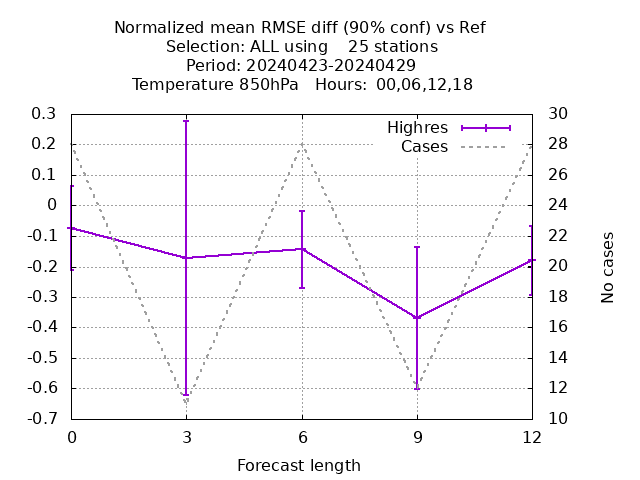 Normalized mean RMSE diff (90% conf) vs Ref
Selection: ALL using    25 stations
Period: 20240423-20240429
Temperature 850hPa   Hours:  00,06,12,18
Highres
Cases
0.3
0.2
0.1
0
-0.1
-0.2
-0.3
-0.4
-0.5
-0.6
-0.7
30
28
26
24
22
20
18
16
14
12
10
No cases
0 3 6 9 12
Forecast length